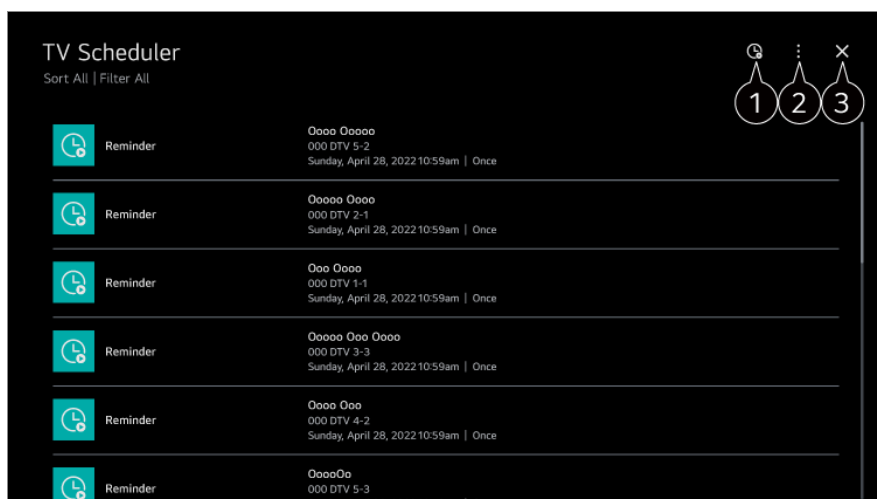 TV Scheduler
Sort All | Filter All
1 2 3
Reminder
Oooo Ooooo
000 DTV 5-2
Sunday, April 28, 2022 10:59am | Once
Reminder
Ooooo Oooo
000 DTV 2-1
Sunday, April 28, 2022 10:59am | Once
Reminder
Ooo Oooo
000 DTV 1-1
Sunday, April 28, 2022 10:59am | Once
Reminder
Ooooo Ooo Oooo
000 DTV 3-3
Sunday, April 28, 2022 10:59am | Once
Reminder
Oooo Ooo
000 DTV 4-2
Sunday, April 28, 2022 10:59am | Once
Reminder
OoooOo
000 DTV 5-3